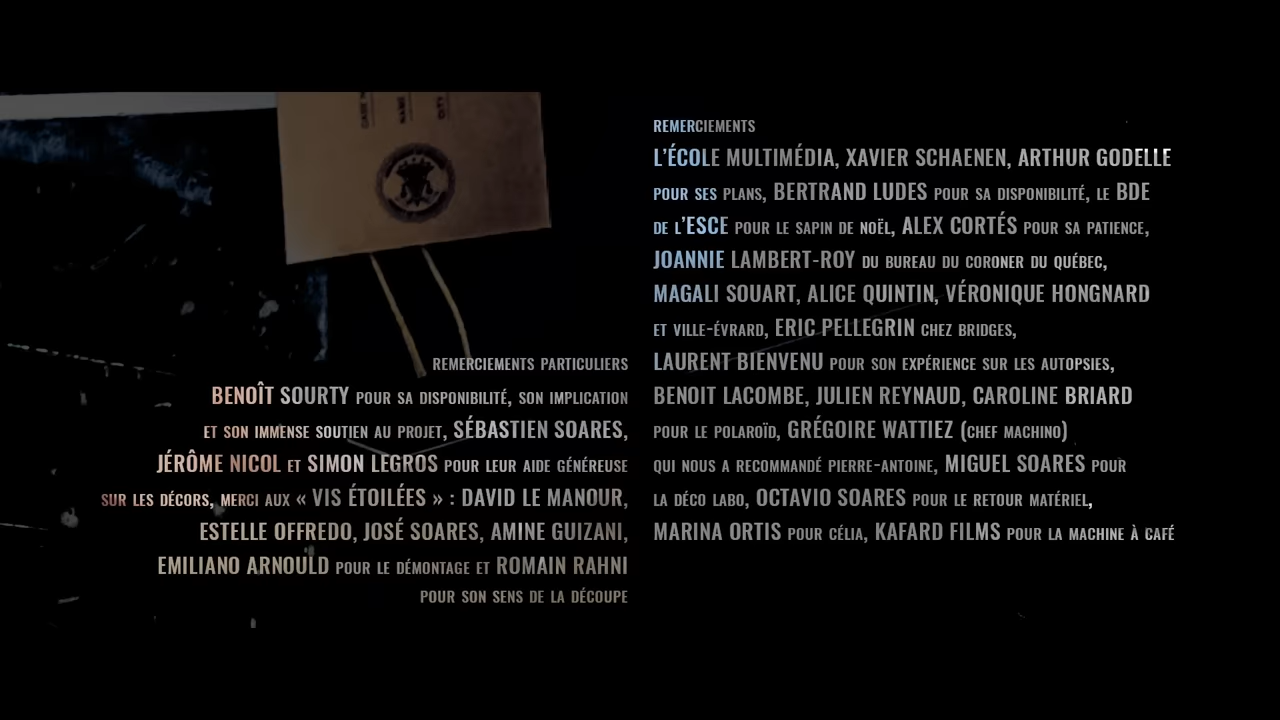 CASE N
NAME
CITY
REMERCIEMENTS PARTICULIERS
BENOÎT SOURTY POUR SA DISPONIBILITÉ, SON IMPLICATION
ET SON IMMENSE SOUTIEN AU PROJET, SÉBASTIEN SOARES,
JÉRÔME NICOL ET SIMON LEGROS POUR LEUR AIDE GÉNÉREUSE
SUR LES DÉCORS, MERCI AUX « VIS ÉTOILÉES » : DAVID LE MANOUR,
ESTELLE OFFREDO, JOSÉ SOARES, AMINE GUIZANI,
EMILIANO ARNOULD POUR LE DÉMONTAGE ET ROMAIN RAHNI
POUR SON SENS DE LA DÉCOUPE
REMERCIEMENTS
L'ÉCOLE MULTIMÉDIA, XAVIER SCHAENEN, ARTHUR GODELLE
POUR SES PLANS, BERTRAND LUDES POUR SA DISPONIBILITÉ, LE BDE
DE L'ESCE POUR LE SAPIN DE NOËL, ALEX CORTÉS POUR SA PATIENCE,
JOANNIE LAMBERT-ROY DU BUREAU DU CORONER DU QUÉBEC,
MAGALI SOUART, ALICE QUINTIN, VÉRONIQUE HONGNARD
ET VILLE-ÉVRARD, ERIC PELLEGRIN CHEZ BRIDGES,
LAURENT BIENVENU POUR SON EXPÉRIENCE SUR LES AUTOPSIES,
BENOIT LACOMBE, JULIEN REYNAUD, CAROLINE BRIARD
POUR LE POLAROÏD, GRÉGOIRE WATTIEZ (CHEF MACHINO)
QUI NOUS A RECOMMANDÉ PIERRE-ANTOINE, MIGUEL SOARES POUR
LA DÉCO LABO, OCTAVIO SOARES POUR LE RETOUR MATÉRIEL,
MARINA ORTIS POUR CÉLIA, KAFARD FILMS POUR LA MACHINE À CAFÉ